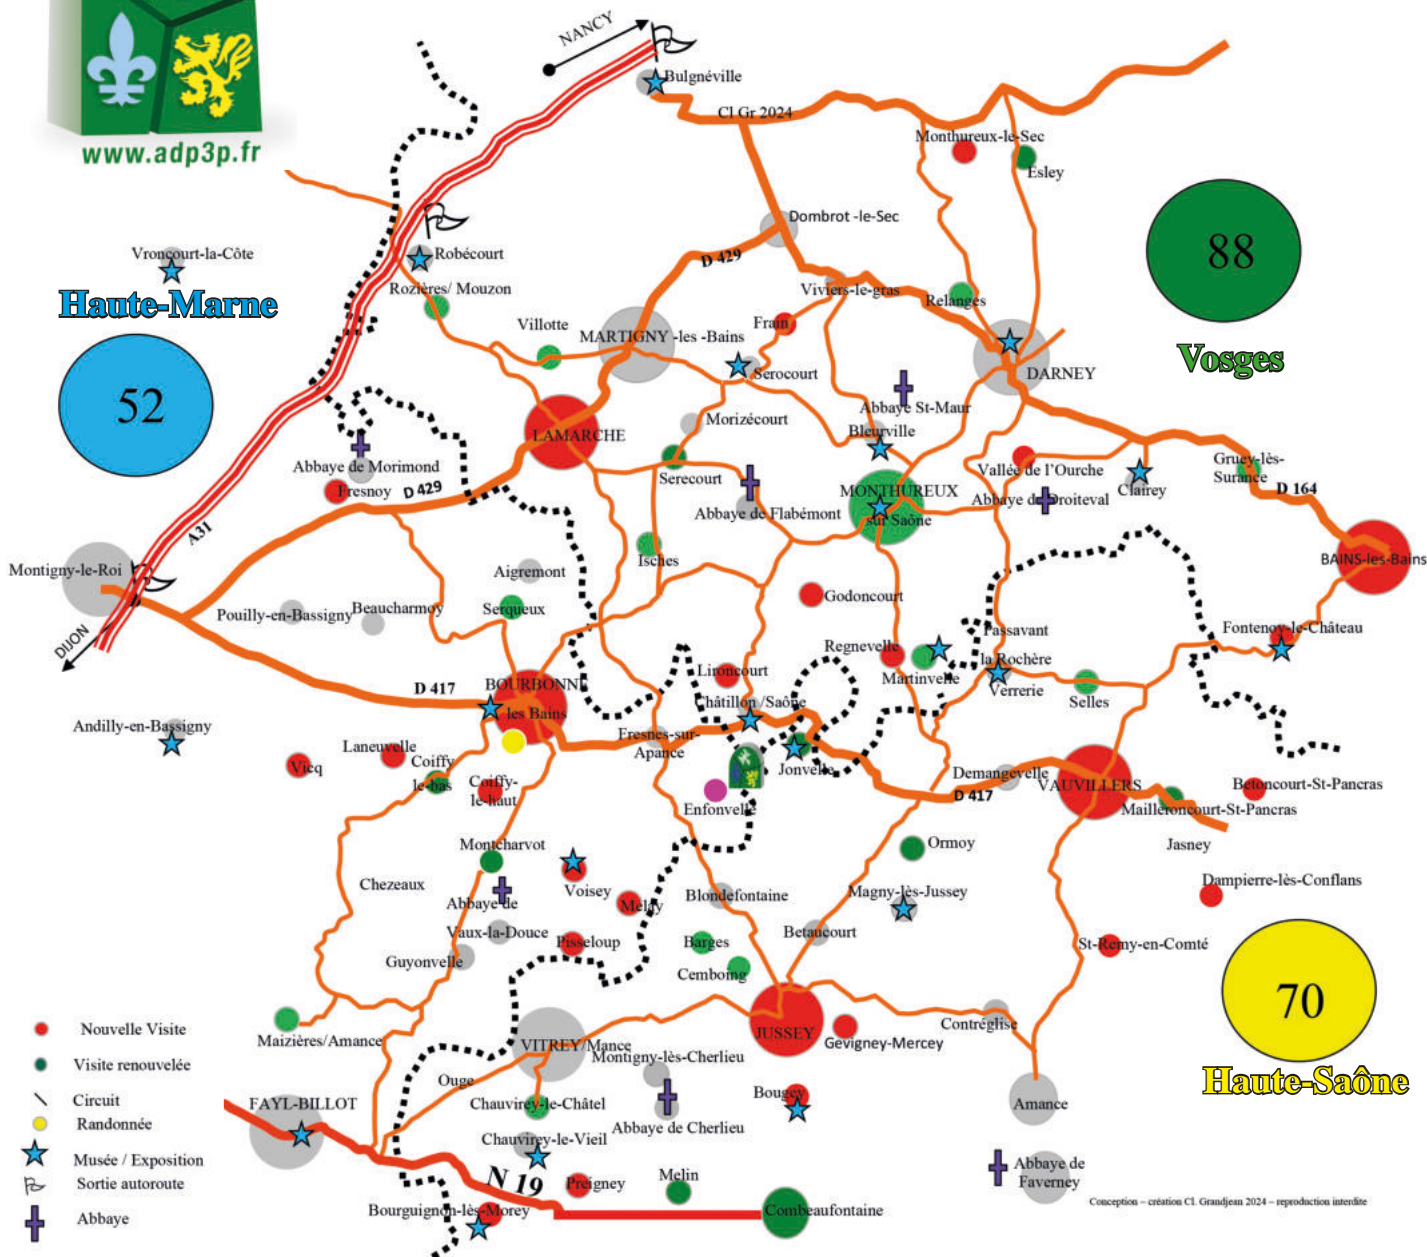 www.adp3p.fr
NANCY
Bulgnéville
Cl Gr 2024
Monthureux-le-Sec
Esley
88
Vosges
Dombrot -le-Sec
D 429
Vroncourt-la-Côte
Haute-Marne
52
Robécourt
Rozières/ Mouzon
Viviers-le-gras
Relanges
Villotte
MARTIGNY -les -Bains
Frain
Serocourt
DARNEY
Abbaye St-Maur
Bleurville
Morizécourt
LAMARCHE
Abbaye de Morimond
Fresnoy
D 429
Serecourt
Vallée de l'Ourche
Clairey
Gruey-lès-
Surance
D 164
MONTHUREUX
sur Saône
Abbaye de Droiteval
Abbaye de Flabémont
A31
Isches
BAINS-les-Bains
Montigny-le-Roi
Aigremont
DIJON
Pouilly-en-Bassigny
Beaucharmoy
Serqueux
Godoncourt
Passavant
la Rochère
Verrerie
Fontenoy-le-Château
Regnevelle
Martinvelle
Lironcourt
Selles
D 417
BOURBONNE
les Bains
Châtillon /Saône
Andilly-en-Bassigny
Fresnes-sur-
Apance
Jonvelle
Laneuvelle
Vicq
Coiffy
le-bas
Coiffy-
le-haut
Demangevelle
D 417
VAUVILLERS
Betoncourt-St-Pancras
Mailleroncourt-St-Pancras
Jasney
Enfonvelle
Montcharvot
Ormoy
Chezeaux
Voisey
Abbaye de
Vaux-la-Douce
Melay
Blondefontaine
Magny-lès-Jussey
Dampierre-lès-Conflans
Guyonvelle
Pisseloup
Barges
Cemboing
Betaucourt
St-Remy-en-Comté
70
Haute-Saône
Nouvelle Visite
Visite renouvelée
Circuit
Randonnée
Musée / Exposition
Sortie autoroute
Abbaye
Maizières/Amance
VITREY/Mance
JUSSEY
Gevigney-Mercey
Contréglise
Montigny-lès-Cherlieu
Ouge
FAYL-BILLOT
Chauvirey-le-Châtel
Bougey
Amance
Abbaye de Cherlieu
Chauvirey-le-Vieil
N 19
Preigney
Melin
Abbaye de
Faverney
Bourguignon-lès-Morey
Combeaufontaine
Conception – création Cl. Grandjean 2024 – reproduction interdite